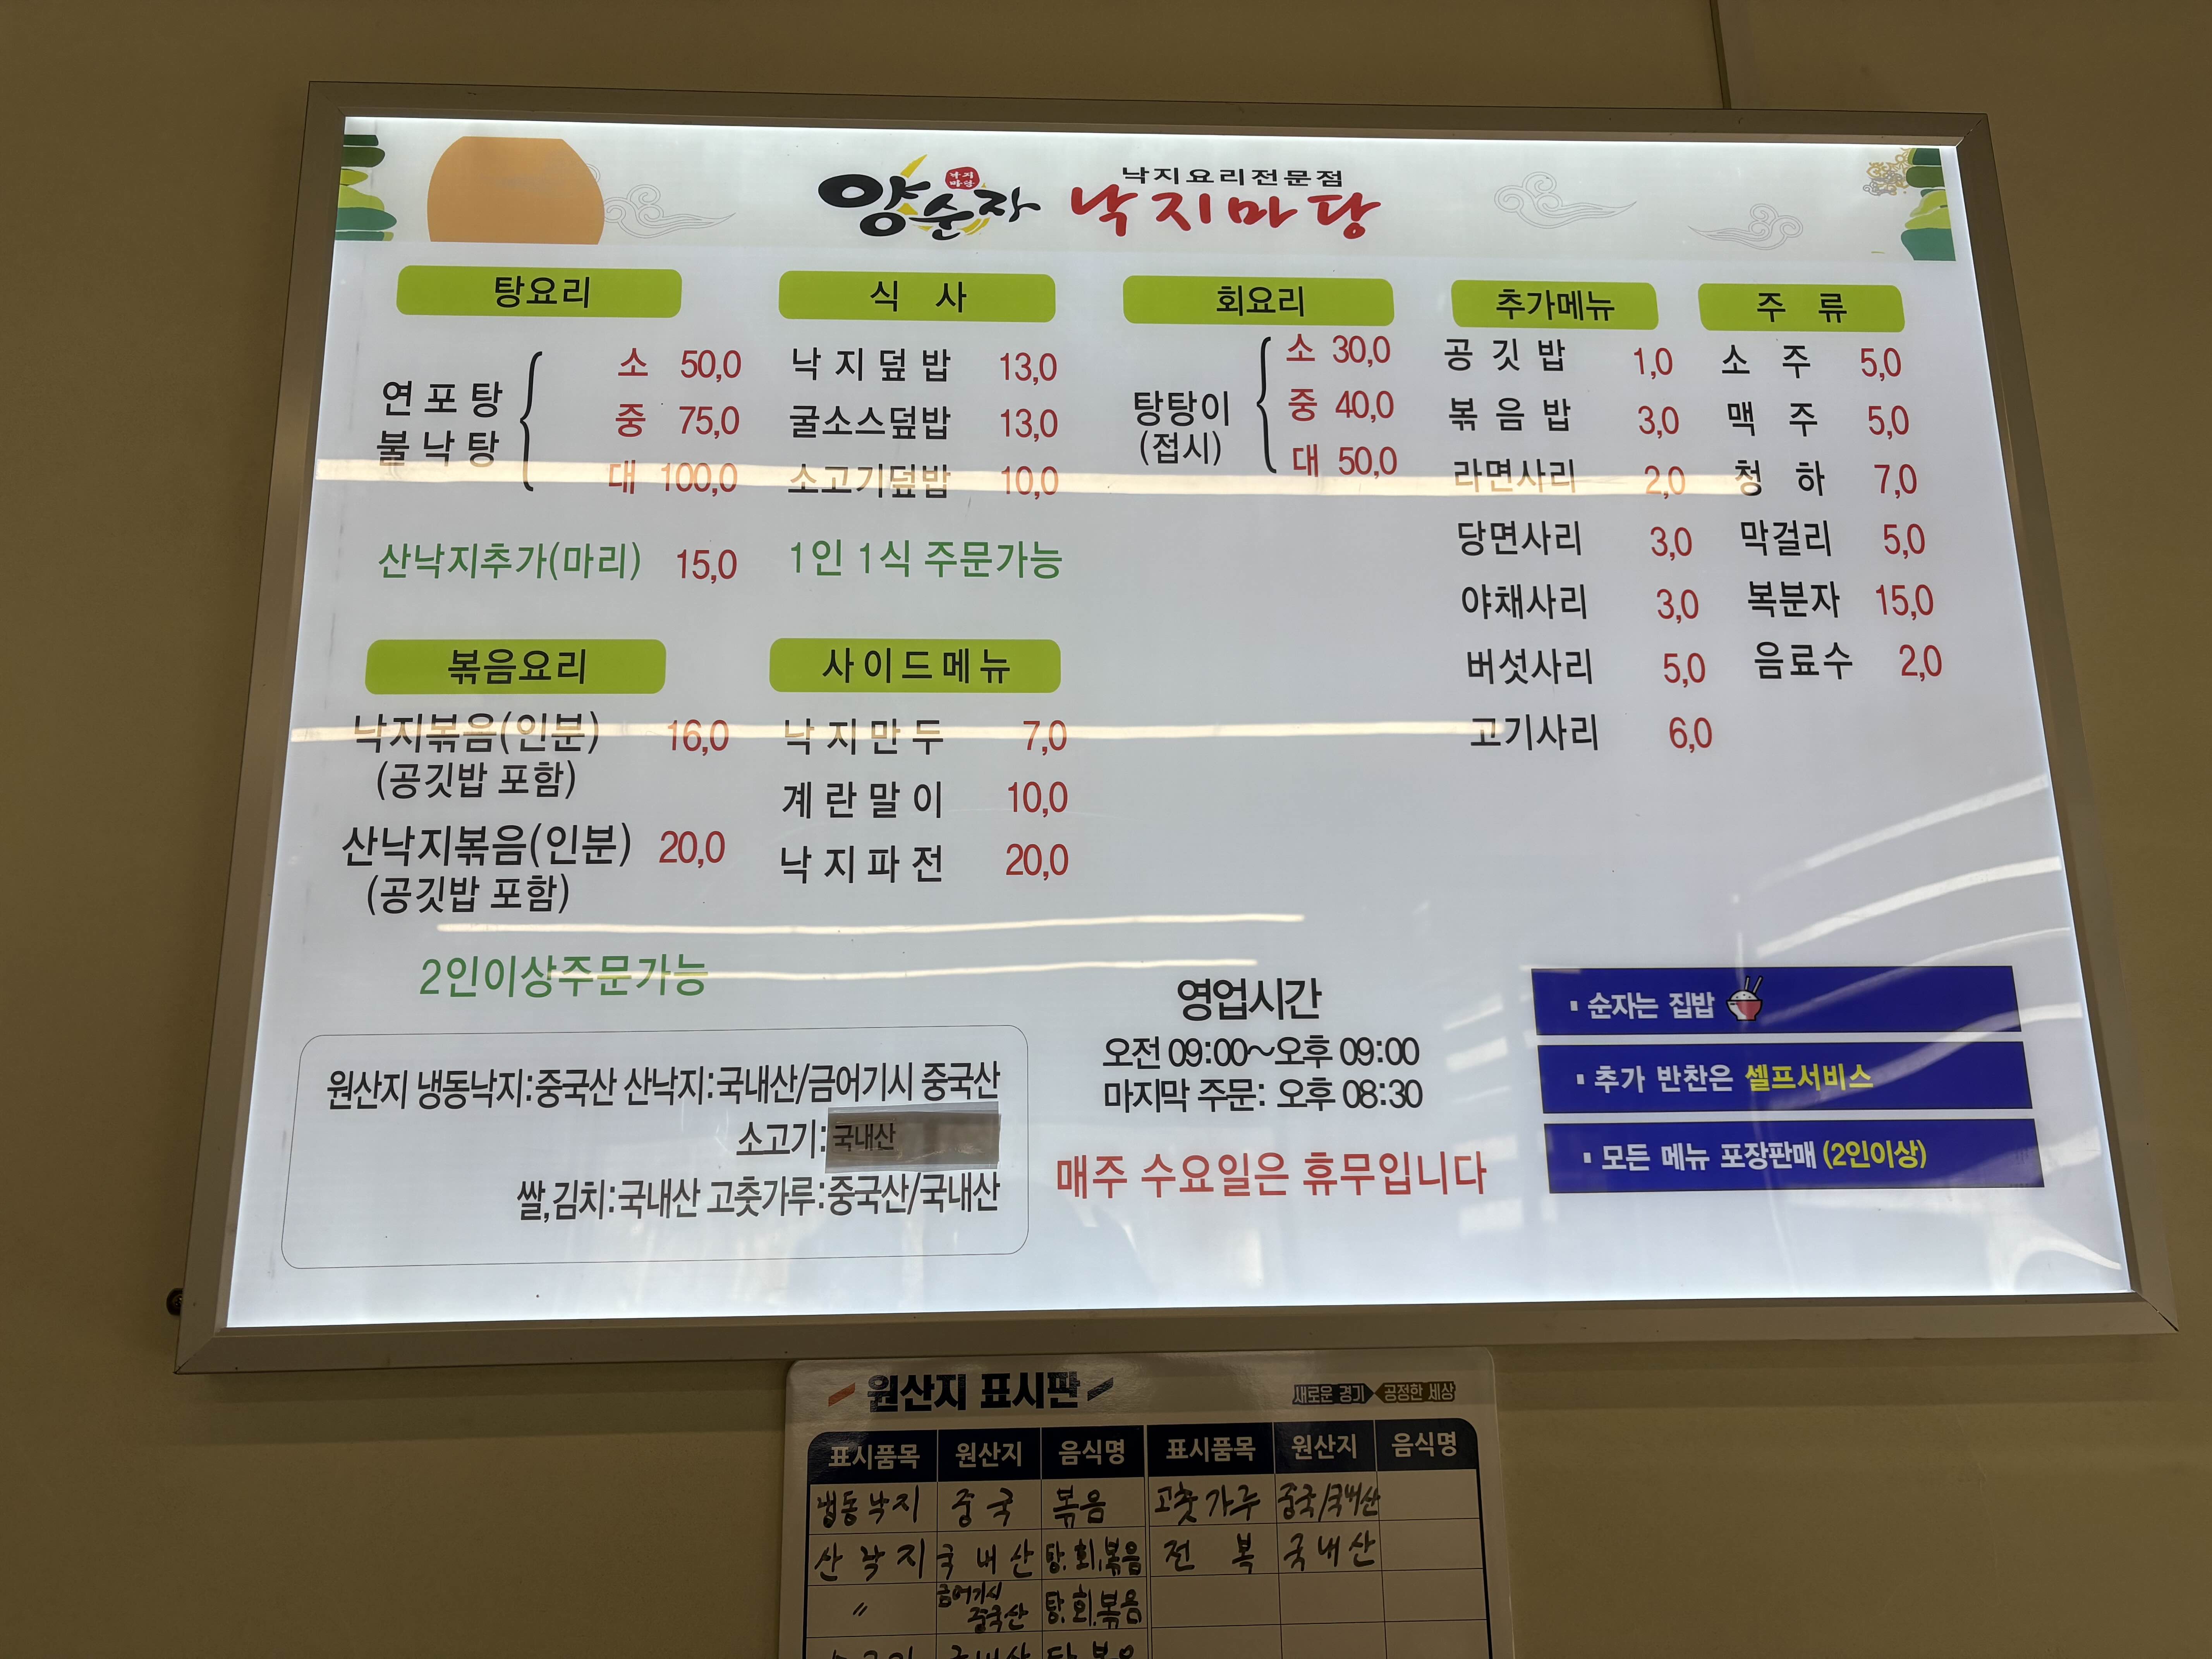 양순자 낙지마당
낙지마당
낙지요리전문점
탕요리
연포탕
불낙탕
소 50,0
중 75,0
대 100,0
산낙지추가(마리) 15,0
식 사
낙지덮밥 13,0
굴소스덮밥 13,0
소고기덮밥 10,0
1인 1식 주문가능
회요리
탕탕이
(접시)
소 30,0
중 40,0
대 50,0
추가메뉴
공깃밥 1,0
볶음밥 3,0
라면사리 2,0
당면사리 3,0
야채사리 3,0
버섯사리 5,0
고기사리 6,0
주 류
소 주 5,0
맥 주 5,0
청 하 7,0
막걸리 5,0
복분자 15,0
음료수 2,0
볶음요리
낙지볶음(인분) 16,0
(공깃밥 포함)
산낙지볶음(인분) 20,0
(공깃밥 포함)
2인이상주문가능
사이드메뉴
낙지만두 7,0
계란말이 10,0
낙지파전 20,0
원산지 냉동낙지:중국산 산낙지:국내산/금어기시 중국산
소고기:국내산
쌀,김치:국내산 고춧가루:중국산/국내산
영업시간
오전 09:00~오후 09:00
마지막 주문: 오후 08:30
매주 수요일은 휴무입니다
· 순자는 집밥
· 추가 반찬은 셀프서비스
· 모든 메뉴 포장판매 (2인이상)
원산지 표시판
새로운 경기 공정한 세상
표시품목 원산지 음식명 표시품목 원산지 음식명
냉동낙지 중국 볶음 고춧가루 중국/국내산
산낙지 국내산 탕.회.볶음 전복 국내산
〃 금어기시 중국산 탕.회.볶음